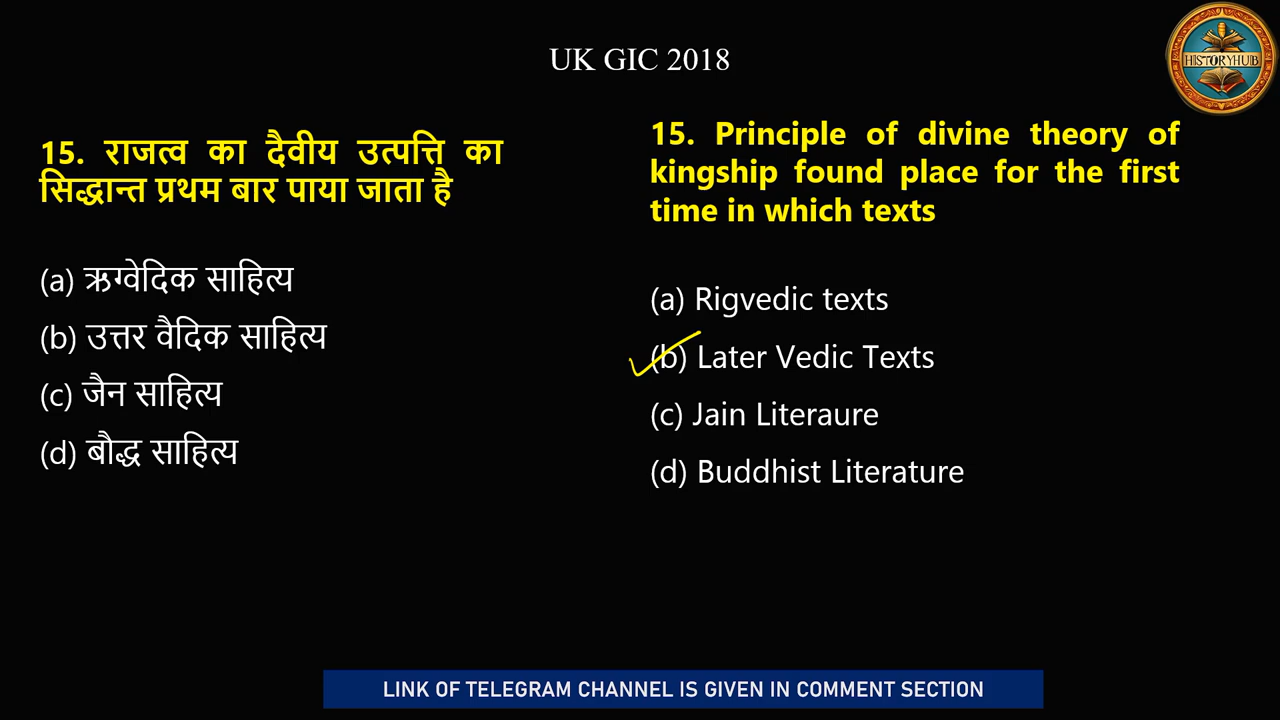 UK GIC 2018
HISTORYHUB
15. राजत्व का दैवीय उत्पत्ति का
सिद्धान्त प्रथम बार पाया जाता है
(a) ऋग्वेदिक साहित्य
(b) उत्तर वैदिक साहित्य
(c) जैन साहित्य
(d) बौद्ध साहित्य
15. Principle of divine theory of
kingship found place for the first
time in which texts
(a) Rigvedic texts
(b) Later Vedic Texts
(c) Jain Literaure
(d) Buddhist Literature
LINK OF TELEGRAM CHANNEL IS GIVEN IN COMMENT SECTION